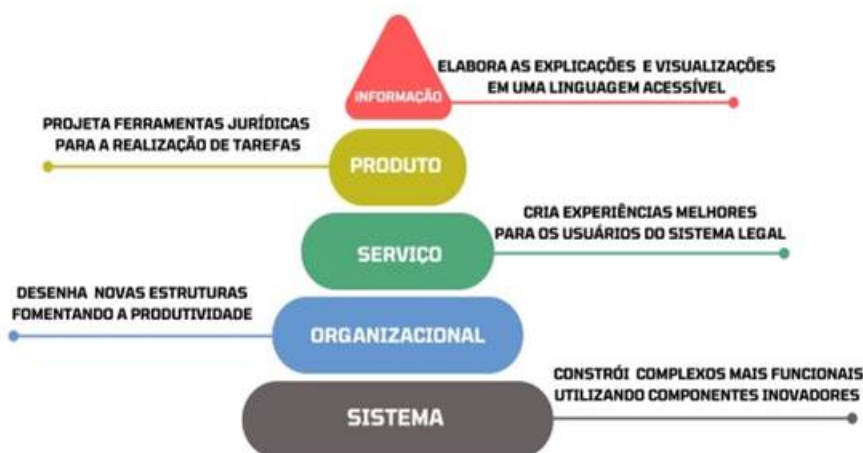 ELABORA AS EXPLICAÇÕES E VISUALIZAÇÕES
EM UMA LINGUAGEM ACESSÍVEL
INFORMAÇÃO
PROJETA FERRAMENTAS JURÍDICAS
PARA A REALIZAÇÃO DE TAREFAS
PRODUTO
CRIA EXPERIÊNCIAS MELHORES
PARA OS USUÁRIOS DO SISTEMA LEGAL
SERVIÇO
DESENHA NOVAS ESTRUTURAS
FOMENTANDO A PRODUTIVIDADE
ORGANIZACIONAL
CONSTRÓI COMPLEXOS MAIS FUNCIONAIS
UTILIZANDO COMPONENTES INOVADORES
SISTEMA